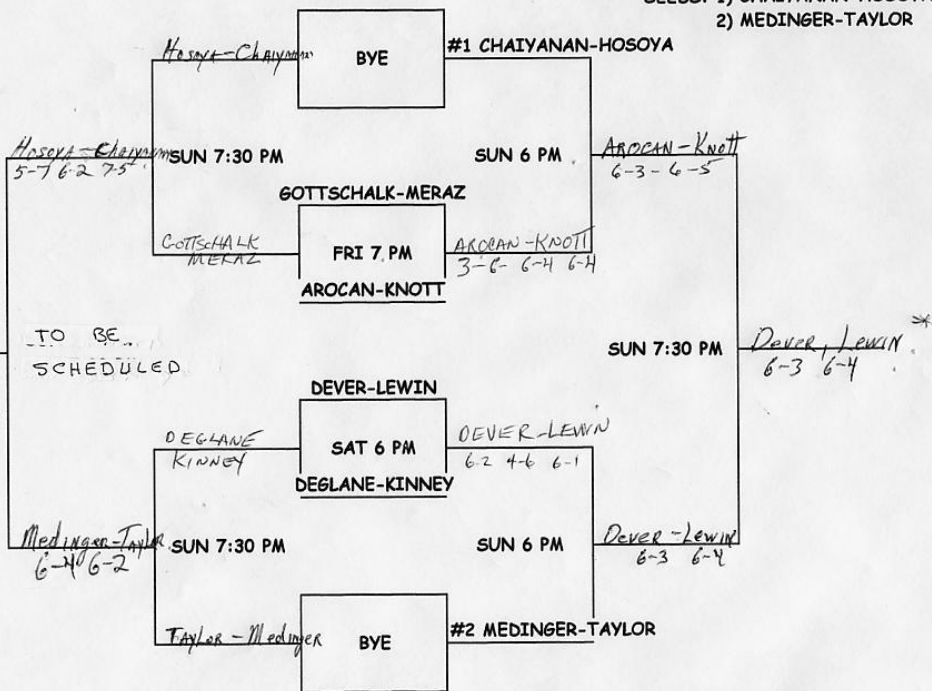 2) MEDINGER-TAYLOR
Hosoya-Chaiyanan
BYE
#1 CHAIYANAN-HOSOYA
Hosoya-Chaiyanan
5-7 6-2 7-5
SUN 7:30 PM
SUN 6 PM
AROCAN-KNOTT
6-3- 6-5
GOTTSCHALK-MERAZ
GOTTSCHALK
MERAZ
FRI 7 PM
AROCAN-KNOTT
3-6- 6-4 6-4
AROCAN-KNOTT
TO BE
SCHEDULED
SUN 7:30 PM
Dever, Lewin *
6-3 6-4
DEVER-LEWIN
DEGLANE
KINNEY
SAT 6 PM
DEVER-LEWIN
6-2 4-6 6-1
DEGLANE-KINNEY
Medinger-Taylor
6-4 6-2
SUN 7:30 PM
SUN 6 PM
Dever-Lewin
6-3 6-4
Taylor-Medinger
BYE
#2 MEDINGER-TAYLOR